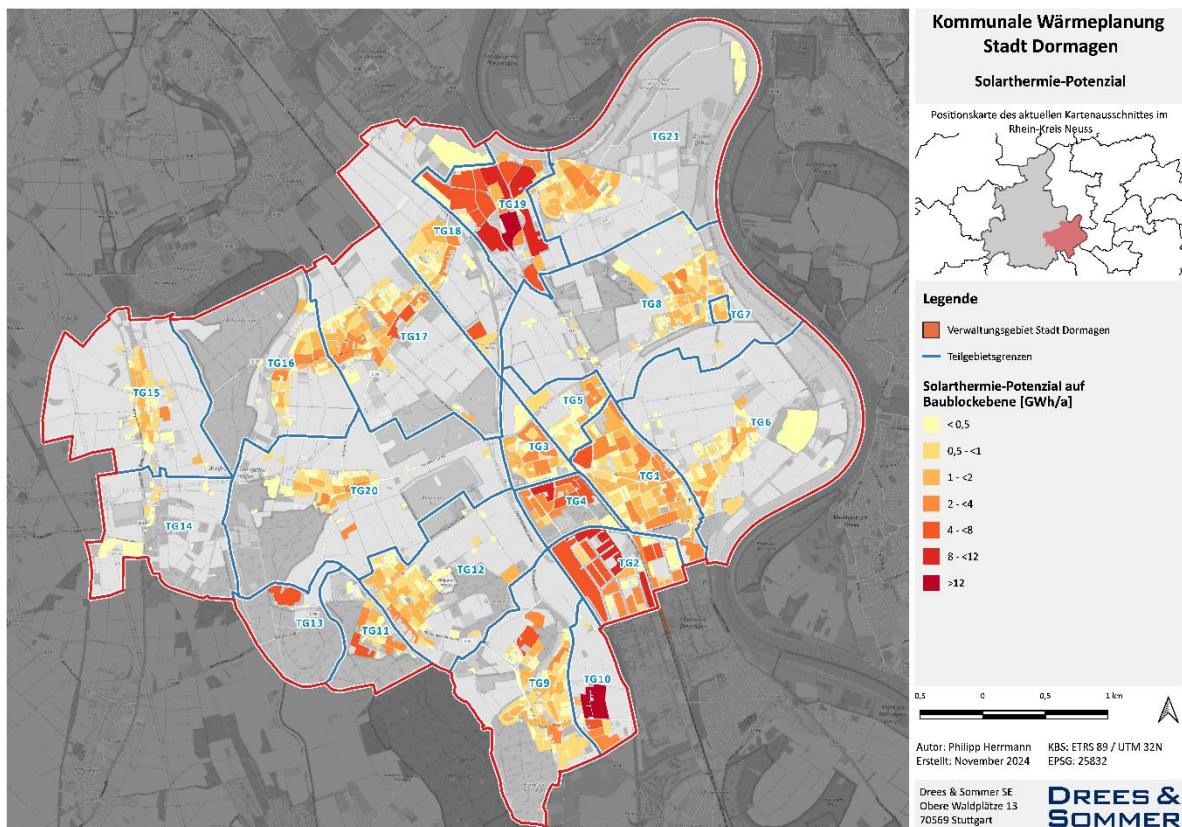 Kommunale Wärmeplanung
Stadt Dormagen
Solarthermie-Potenzial
Positionskarte des aktuellen Kartenausschnittes im
Rhein-Kreis Neuss
Legende
Verwaltungsgebiet Stadt Dormagen
Teilgebietsgrenzen
Solarthermie-Potenzial auf
Baublockebene [GWh/a]
< 0,5
0,5 - <1
1 - <2
2 - <4
4 - <8
8 - <12
>12
0,5 0 0,5 1 km
Autor: Philipp Herrmann KBS: ETRS 89 / UTM 32N
Erstellt: November 2024 EPSG: 25832
Drees & Sommer SE
Obere Waldplätze 13
70569 Stuttgart
DREES &
SOMMER
TG21
TG19
TG18
TG8
TG7
TG17
TG16
TG15
TG5
TG6
TG3
TG1
TG20
TG4
TG14
TG2
TG12
TG13
TG11
TG9
TG10